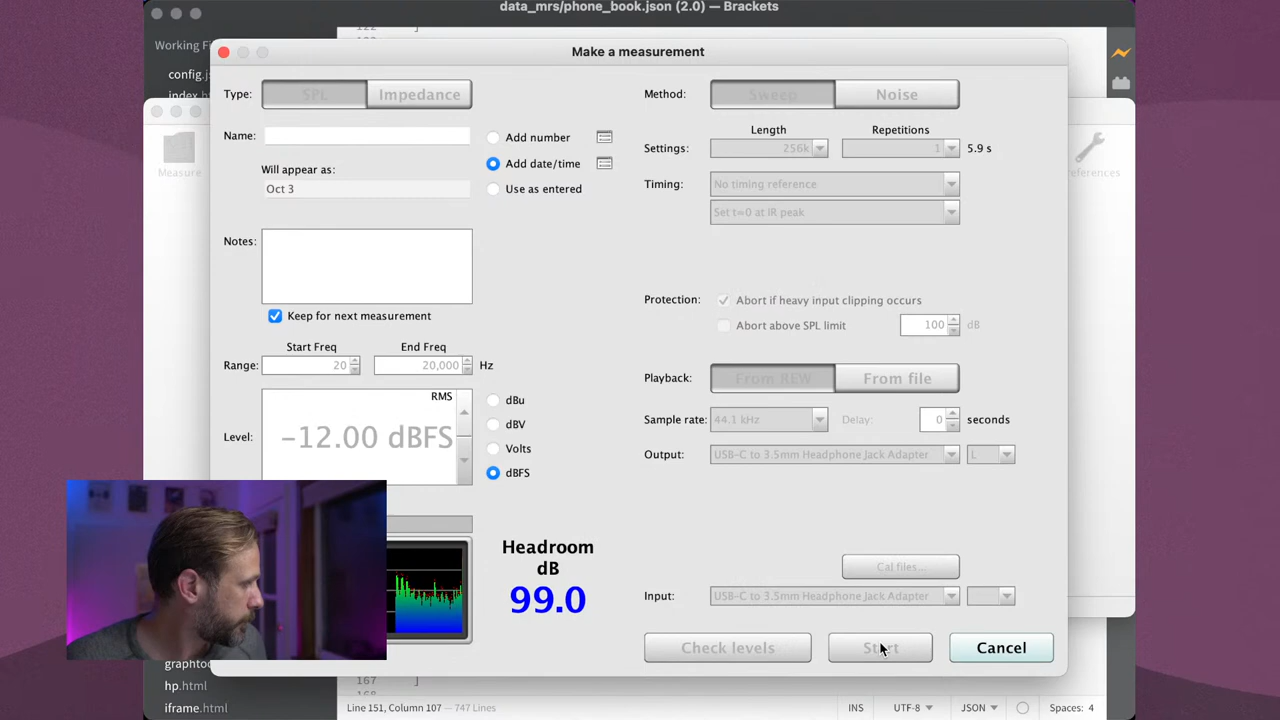 data_mrs/phone_book.json (2.0) — Brackets
Working Fi
config.js
index.html
Make a measurement
Type:
SPL
Impedance
Method:
Sweep
Noise
Name:
Add number
Length
Repetitions
Measure
Add date/time
Settings:
256k
1
5.9 s
Will appear as:
Oct 3
Use as entered
Timing:
No timing reference
Set t=0 at IR peak
Notes:
Keep for next measurement
Protection:
Abort if heavy input clipping occurs
Abort above SPL limit
100
dB
Start Freq
End Freq
Range:
20
20,000
Hz
Playback:
From REW
From file
RMS
Level:
-12.00 dBFS
dBu
dBV
Volts
dBFS
Sample rate:
44.1 kHz
Delay:
0
seconds
Output:
USB-C to 3.5mm Headphone Jack Adapter
L
Headroom
dB
99.0
Cal files...
Input:
USB-C to 3.5mm Headphone Jack Adapter
Check levels
Start
Cancel
eferences
graphtoo
hp.html
iframe.html
167
]
Line 151, Column 107 — 747 Lines
INS
UTF-8
JSON
Spaces: 4